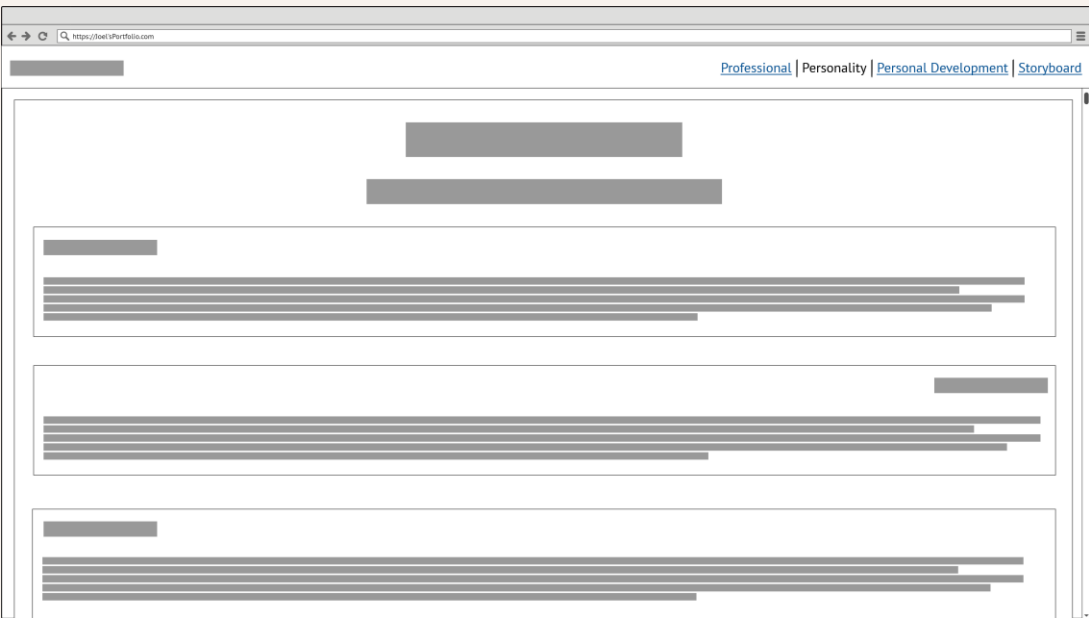 https://Joel'sPortfolio.com
Professional | Personality | Personal Development | Storyboard